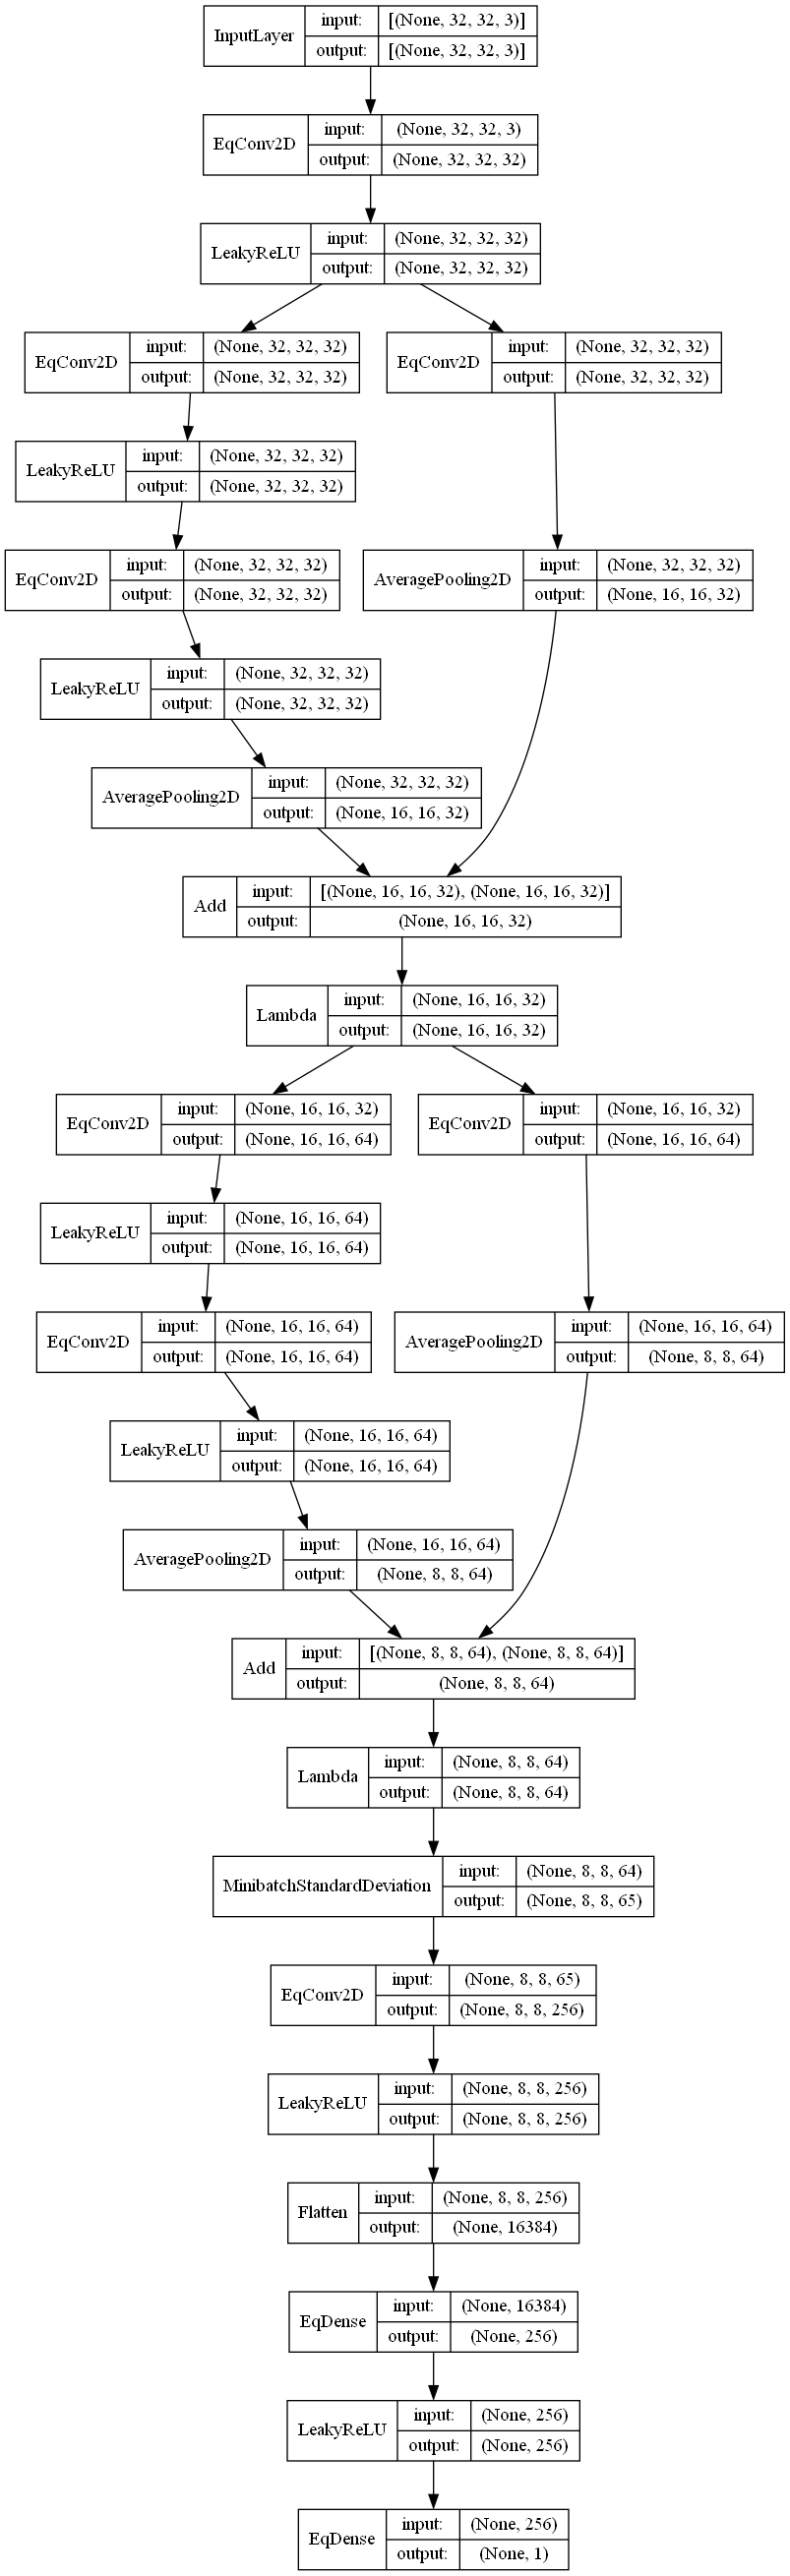 InputLayer
input: [(None, 32, 32, 3)]
output: [(None, 32, 32, 3)]
EqConv2D
input: (None, 32, 32, 3)
output: (None, 32, 32, 32)
LeakyReLU
input: (None, 32, 32, 32)
output: (None, 32, 32, 32)
EqConv2D
input: (None, 32, 32, 32)
output: (None, 32, 32, 32)
EqConv2D
input: (None, 32, 32, 32)
output: (None, 32, 32, 32)
LeakyReLU
input: (None, 32, 32, 32)
output: (None, 32, 32, 32)
EqConv2D
input: (None, 32, 32, 32)
output: (None, 32, 32, 32)
AveragePooling2D
input: (None, 32, 32, 32)
output: (None, 16, 16, 32)
LeakyReLU
input: (None, 32, 32, 32)
output: (None, 32, 32, 32)
AveragePooling2D
input: (None, 32, 32, 32)
output: (None, 16, 16, 32)
Add
input: [(None, 16, 16, 32), (None, 16, 16, 32)]
output: (None, 16, 16, 32)
Lambda
input: (None, 16, 16, 32)
output: (None, 16, 16, 32)
EqConv2D
input: (None, 16, 16, 32)
output: (None, 16, 16, 64)
EqConv2D
input: (None, 16, 16, 32)
output: (None, 16, 16, 64)
LeakyReLU
input: (None, 16, 16, 64)
output: (None, 16, 16, 64)
EqConv2D
input: (None, 16, 16, 64)
output: (None, 16, 16, 64)
AveragePooling2D
input: (None, 16, 16, 64)
output: (None, 8, 8, 64)
LeakyReLU
input: (None, 16, 16, 64)
output: (None, 16, 16, 64)
AveragePooling2D
input: (None, 16, 16, 64)
output: (None, 8, 8, 64)
Add
input: [(None, 8, 8, 64), (None, 8, 8, 64)]
output: (None, 8, 8, 64)
Lambda
input: (None, 8, 8, 64)
output: (None, 8, 8, 64)
MinibatchStandardDeviation
input: (None, 8, 8, 64)
output: (None, 8, 8, 65)
EqConv2D
input: (None, 8, 8, 65)
output: (None, 8, 8, 256)
LeakyReLU
input: (None, 8, 8, 256)
output: (None, 8, 8, 256)
Flatten
input: (None, 8, 8, 256)
output: (None, 16384)
EqDense
input: (None, 16384)
output: (None, 256)
LeakyReLU
input: (None, 256)
output: (None, 256)
EqDense
input: (None, 256)
output: (None, 1)